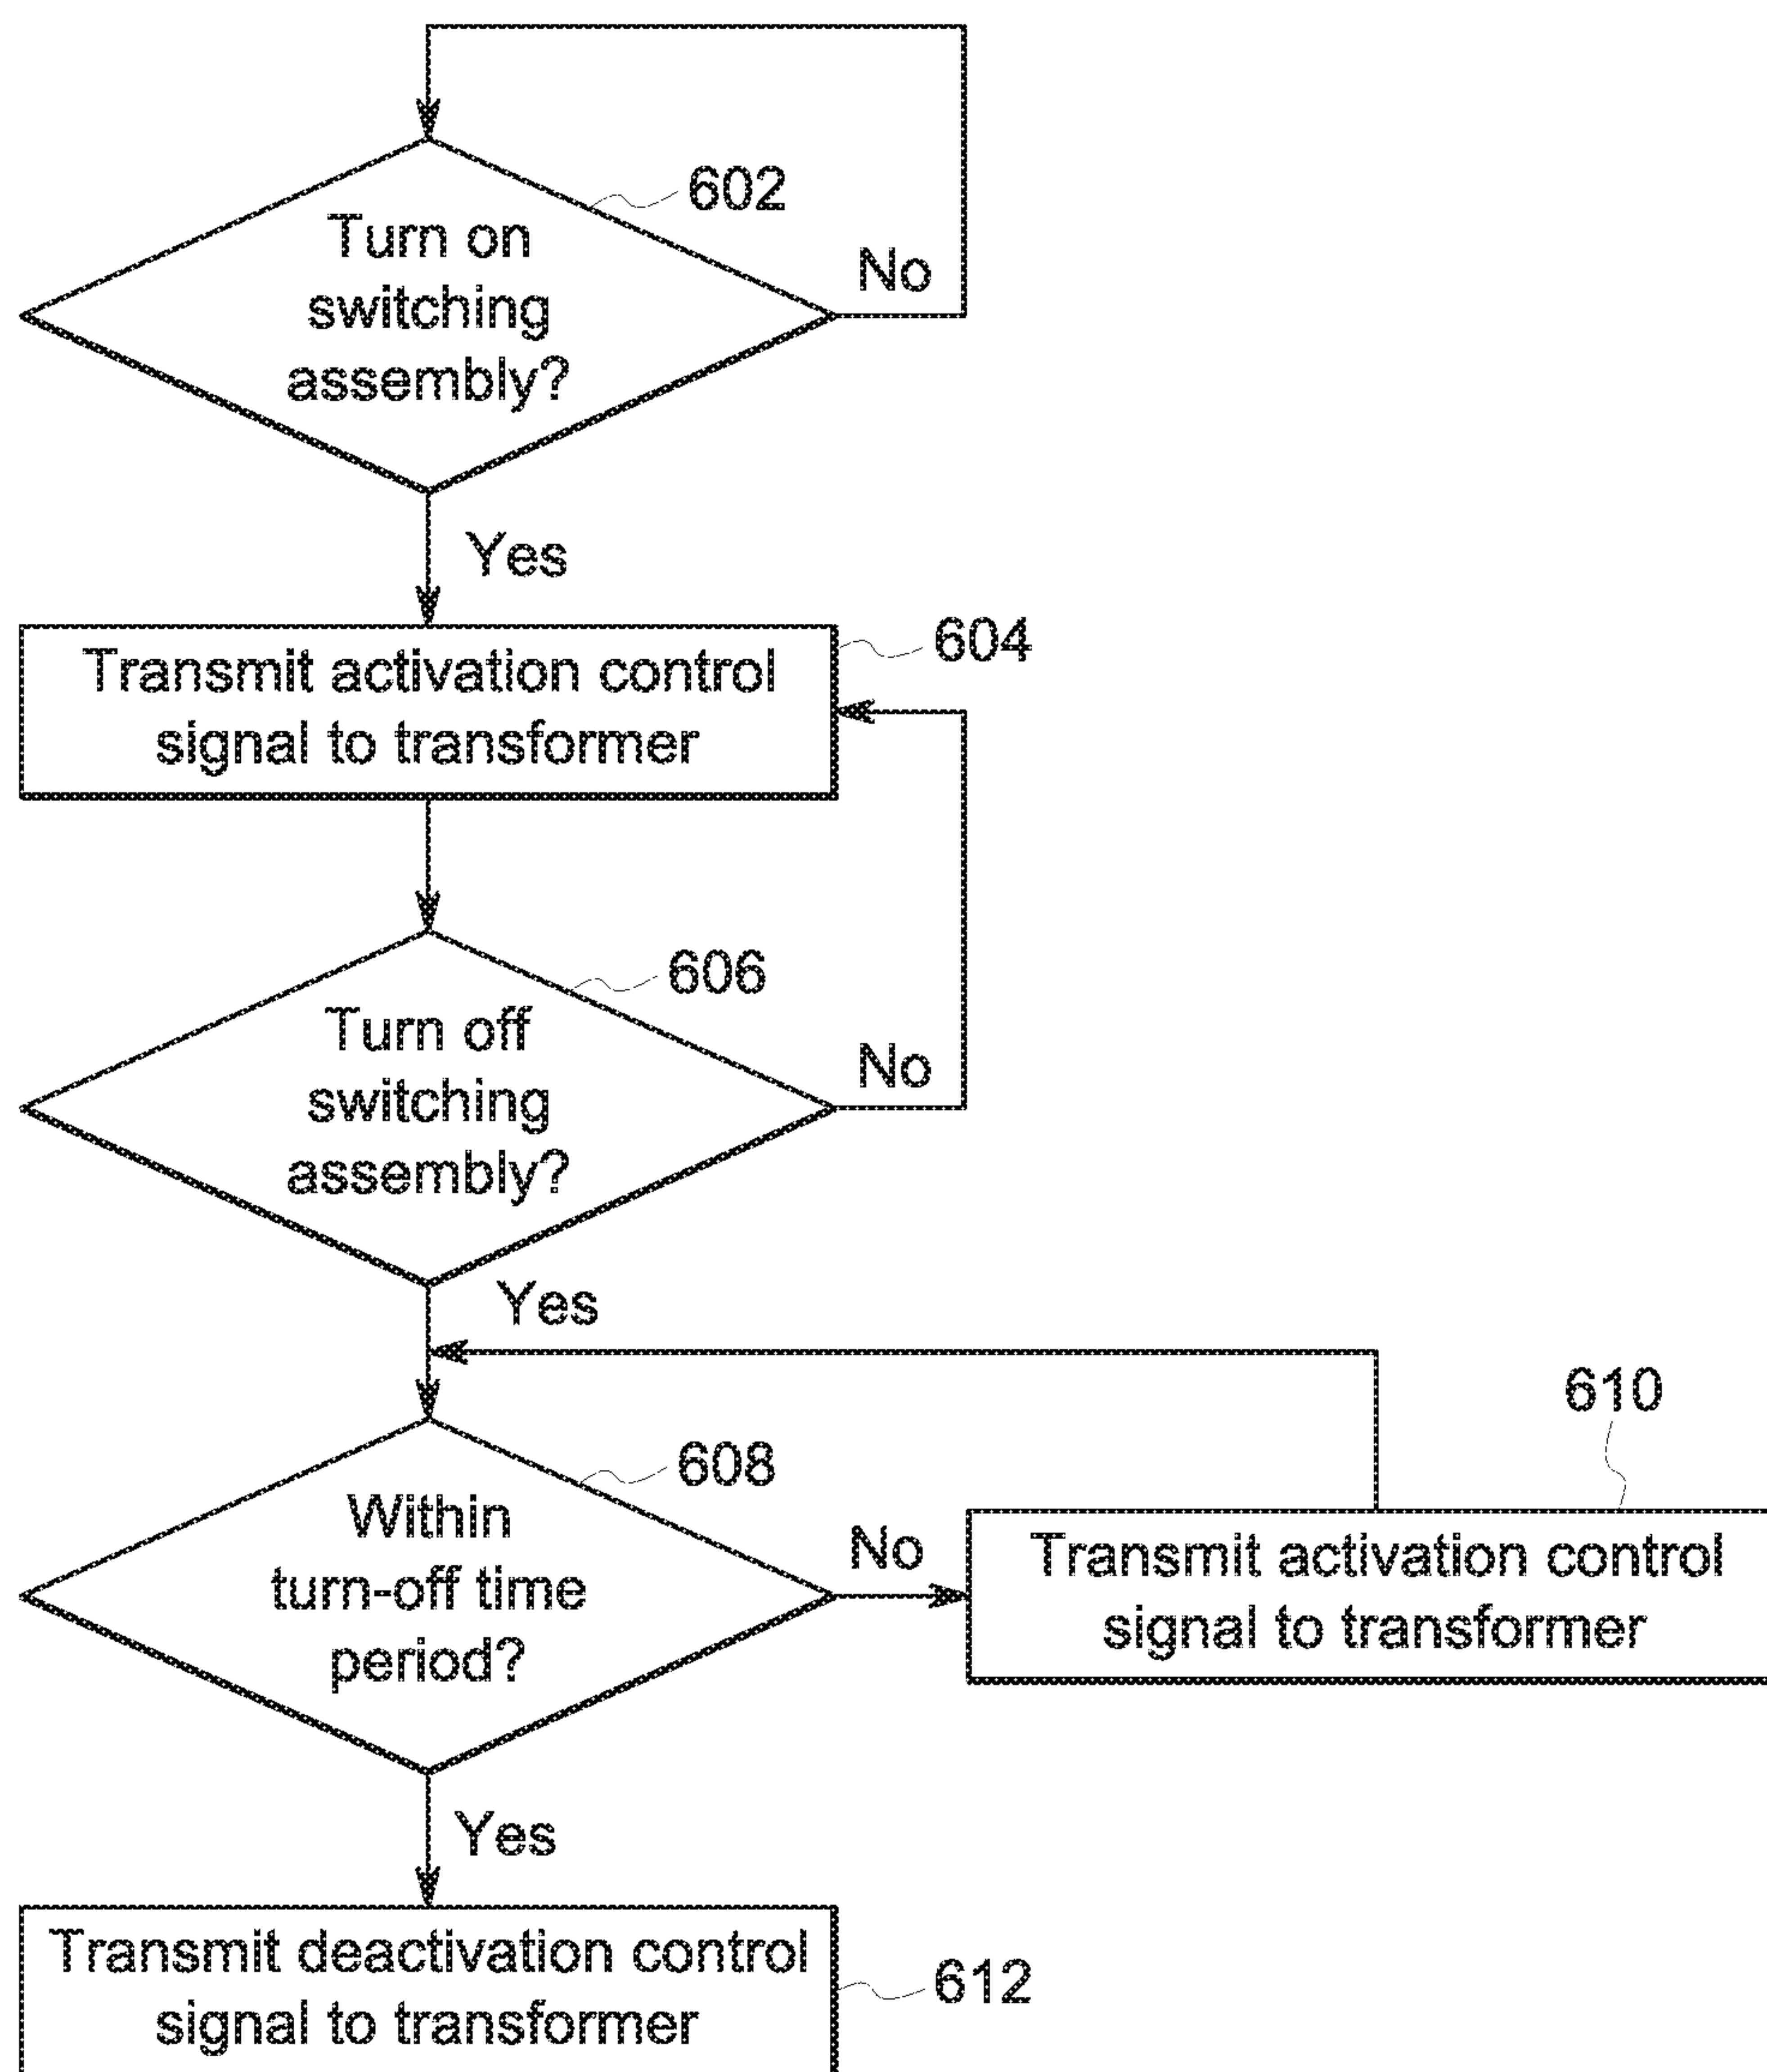 602
Turn on
switching
assembly?
No
Yes
604
Transmit activation control
signal to transformer
606
Turn off
switching
assembly?
No
Yes
608
Within
turn-off time
period?
No
610
Transmit activation control
signal to transformer
Yes
Transmit deactivation control
signal to transformer
612